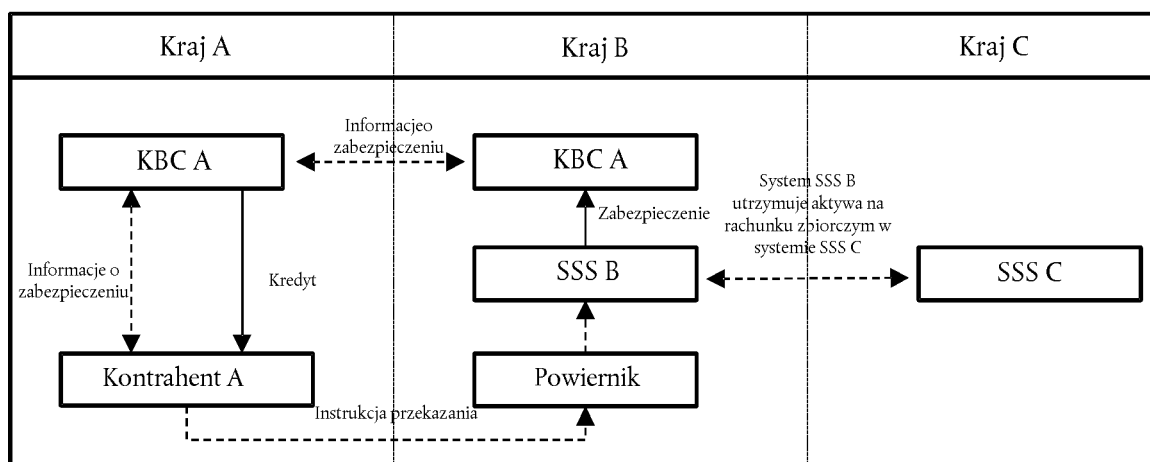 Kraj A
Kraj B
Kraj C
Informacjeo
zabezpieczeniu
KBC A
KBC A
System SSS B
utrzymuje aktywa na
rachunku zbiorczym w
systemie SSS C
Zabezpieczenie
Informacje o
zabezpieczeniu
Kredyt
SSS B
SSS C
Kontrahent A
Powiernik
Instrukcja przekazania